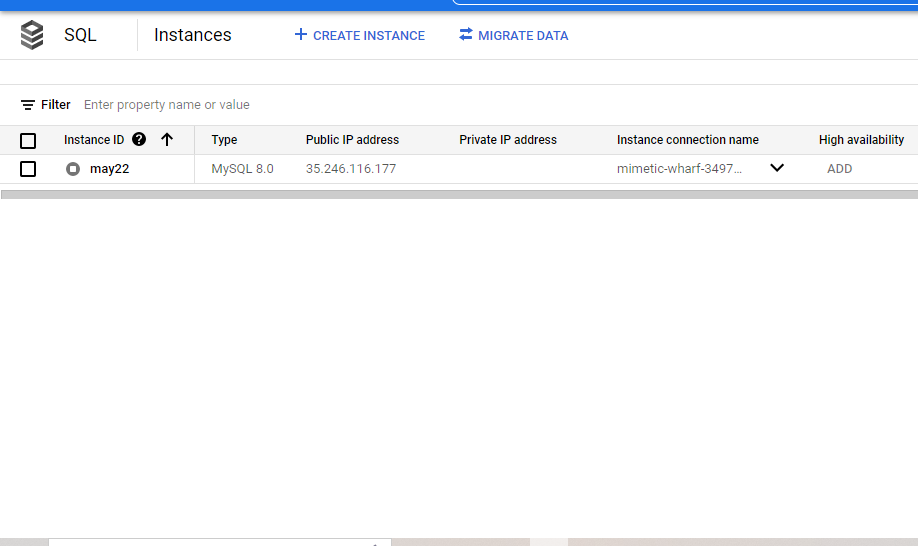 SQL Instances CREATE INSTANCE MIGRATE DATA
Filter Enter property name or value
Instance ID ? Type Public IP address Private IP address Instance connection name High availability
may22 MySQL 8.0 35.246.116.177 mimetic-wharf-3497... ADD